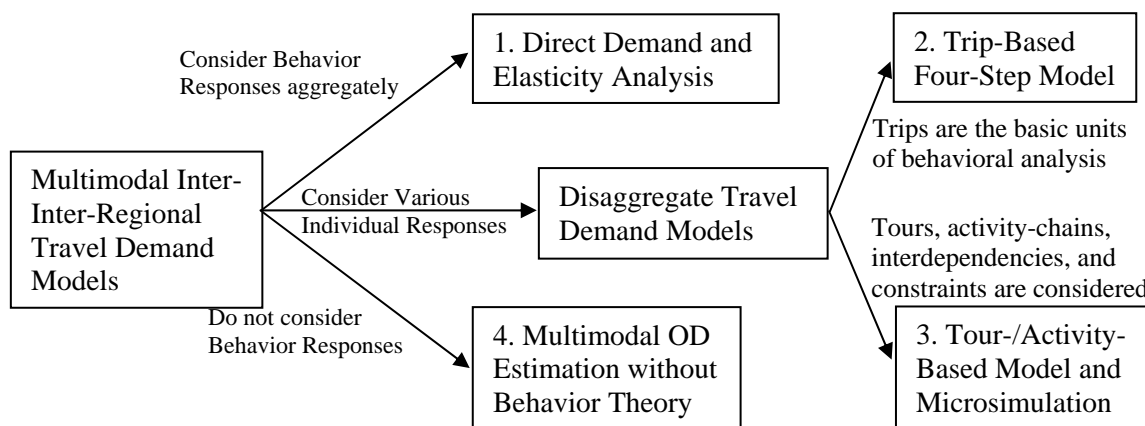 Consider Behavior
Responses aggregately
1. Direct Demand and
Elasticity Analysis
2. Trip-Based
Four-Step Model
Trips are the basic units
of behavioral analysis
Multimodal Inter-
Inter-Regional
Travel Demand
Models
Consider Various
Individual Responses
Disaggregate Travel
Demand Models
Tours, activity-chains,
interdependencies, and
constraints are considered
Do not consider
Behavior Responses
4. Multimodal OD
Estimation without
Behavior Theory
3. Tour-/Activity-
Based Model and
Microsimulation